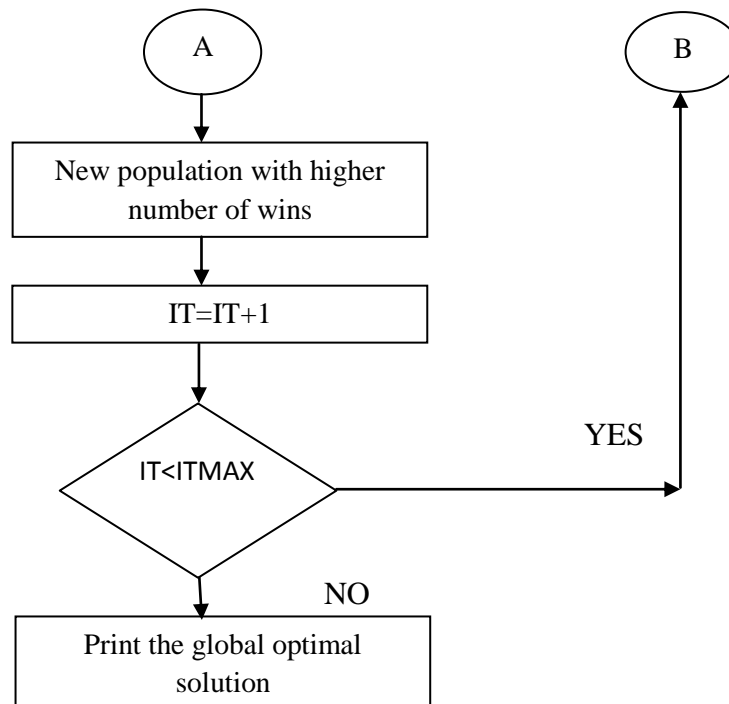 A
B
New population with higher
number of wins
IT=IT+1
YES
IT<ITMAX
NO
Print the global optimal
solution